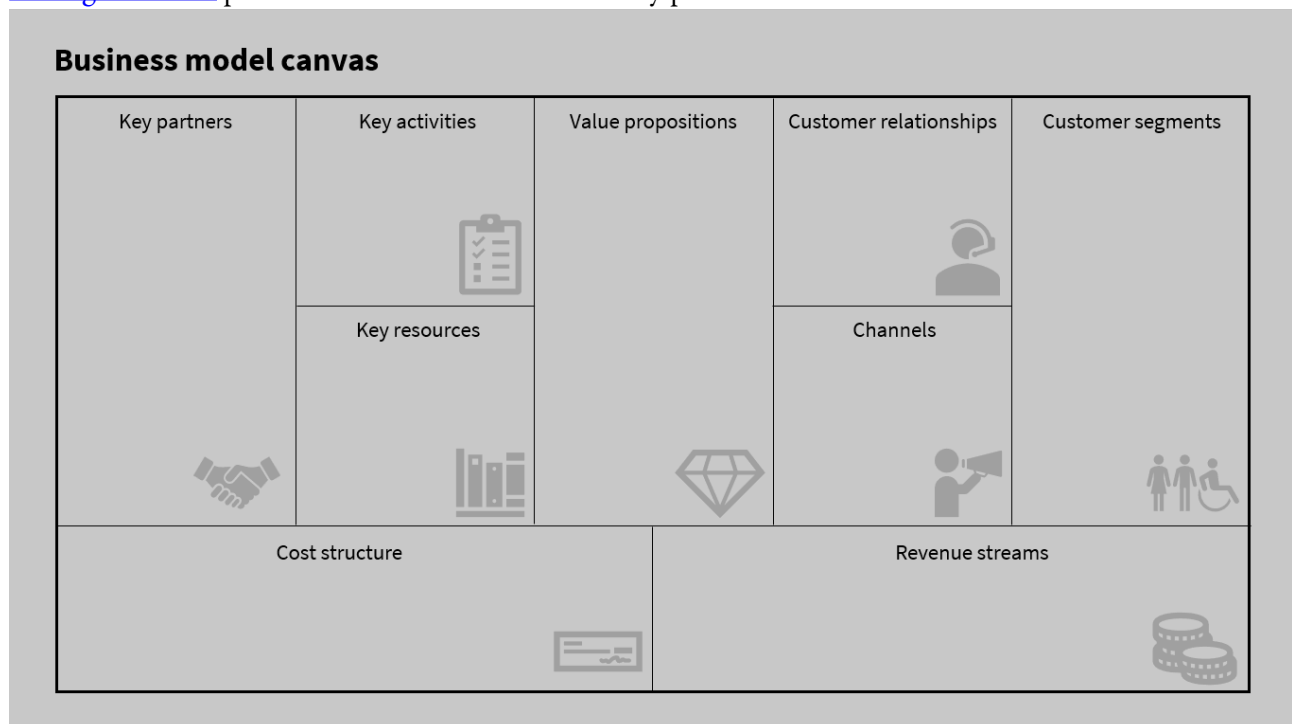 Business model canvas
Key partners
Key activities
Value propositions
Customer relationships
Customer segments
Key resources
Channels
Cost structure
Revenue streams